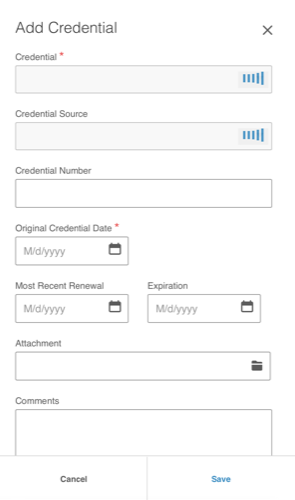 Add Credential
Credential *
Credential Source
Credential Number
Original Credential Date *
M/d/yyyy
Most Recent Renewal Expiration
M/d/yyyy M/d/yyyy
Attachment
Comments
Cancel Save